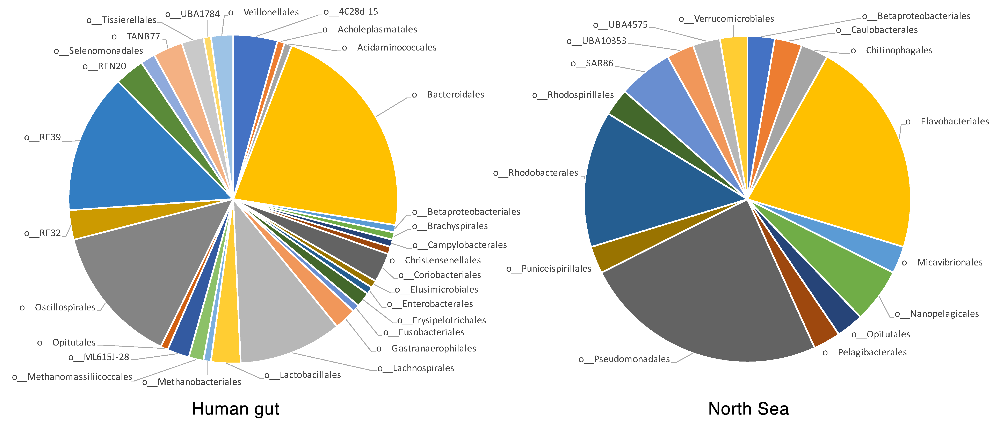 o__4C28d-15
o__Acholeplasmatales
o__Acidaminococcales
o__Bacteroidales
o__Betaproteobacteriales
o__Brachyspirales
o__Campylobacterales
o__Christensenellales
o__Coriobacteriales
o__Elusimicrobiales
o__Enterobacterales
o__Erysipelotrichales
o__Fusobacteriales
o__Gastranaerophilales
o__Lachnospirales
o__Lactobacillales
o__Methanobacteriales
o__Methanomassiliicoccales
o__ML615J-28
o__Opitutales
o__Oscillospirales
o__RF32
o__RF39
o__RFN20
o__Selenomonadales
o__TANB77
o__Tissierellales
o__UBA1784
o__Veillonellales
Human gut
o__Betaproteobacteriales
o__Caulobacterales
o__Chitinophagales
o__Flavobacteriales
o__Micavibrionales
o__Nanopelagicales
o__Opitutales
o__Pelagibacterales
o__Pseudomonadales
o__Puniceispirillales
o__Rhodobacterales
o__Rhodospirillales
o__SAR86
o__UBA10353
o__UBA4575
o__Verrucomicrobiales
North Sea